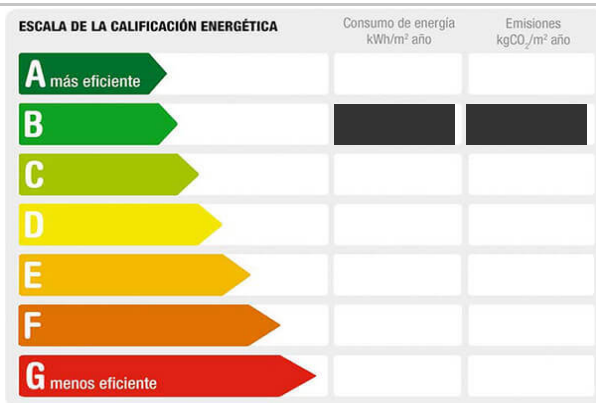 ESCALA DE LA CALIFICACIÓN ENERGÉTICA
Consumo de energía
kWh/m² año
Emisiones
kgCO₂/m² año
A más eficiente
B
C
D
E
F
G menos eficiente